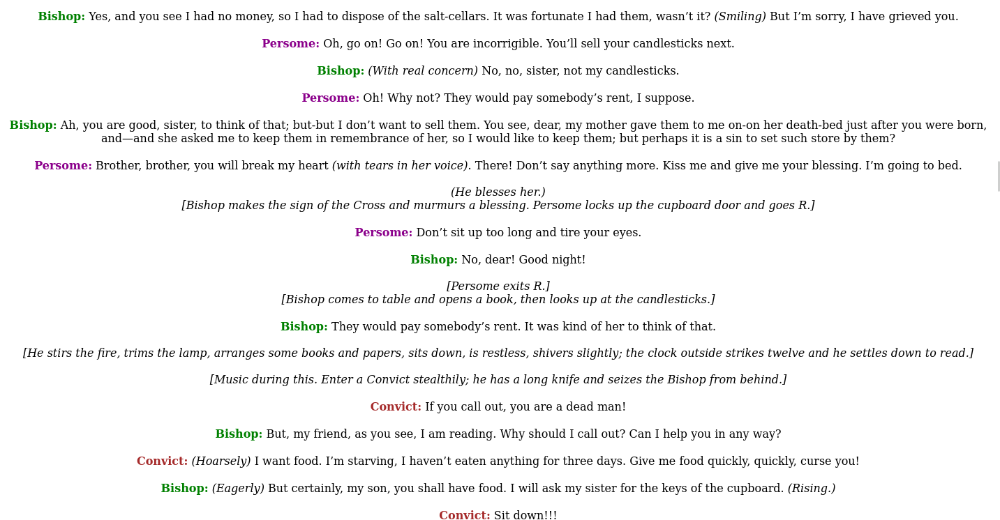 Bishop: Yes, and you see I had no money, so I had to dispose of the salt-cellars. It was fortunate I had them, wasn’t it? (Smiling) But I’m sorry, I have grieved you.
Persome: Oh, go on! Go on! You are incorrigible. You’ll sell your candlesticks next.
Bishop: (With real concern) No, no, sister, not my candlesticks.
Persome: Oh! Why not? They would pay somebody’s rent, I suppose.
Bishop: Ah, you are good, sister, to think of that; but-but I don’t want to sell them. You see, dear, my mother gave them to me on-on her death-bed just after you were born,
and—and she asked me to keep them in remembrance of her, so I would like to keep them; but perhaps it is a sin to set such store by them?
Persome: Brother, brother, you will break my heart (with tears in her voice). There! Don’t say anything more. Kiss me and give me your blessing. I’m going to bed.
(He blesses her.)
[Bishop makes the sign of the Cross and murmurs a blessing. Persome locks up the cupboard door and goes R.]
Persome: Don’t sit up too long and tire your eyes.
Bishop: No, dear! Good night!
[Persome exits R.]
[Bishop comes to table and opens a book, then looks up at the candlesticks.]
Bishop: They would pay somebody’s rent. It was kind of her to think of that.
[He stirs the fire, trims the lamp, arranges some books and papers, sits down, is restless, shivers slightly; the clock outside strikes twelve and he settles down to read.]
[Music during this. Enter a Convict stealthily; he has a long knife and seizes the Bishop from behind.]
Convict: If you call out, you are a dead man!
Bishop: But, my friend, as you see, I am reading. Why should I call out? Can I help you in any way?
Convict: (Hoarsely) I want food. I’m starving, I haven’t eaten anything for three days. Give me food quickly, quickly, curse you!
Bishop: (Eagerly) But certainly, my son, you shall have food. I will ask my sister for the keys of the cupboard. (Rising.)
Convict: Sit down!!!